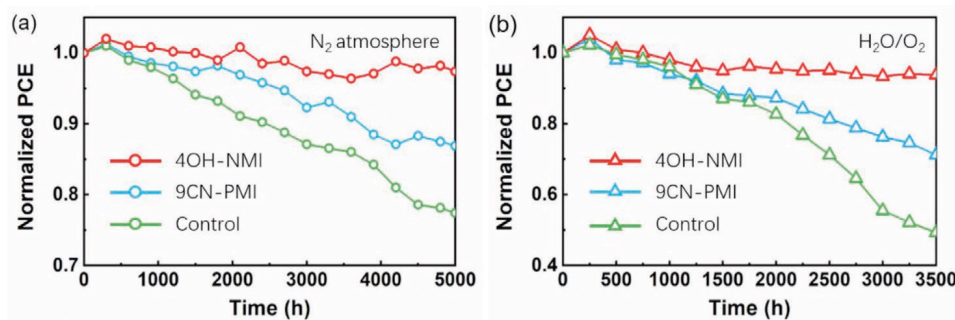 (a)
N₂ atmosphere
Normalized PCE
1.0
0.9
0.8
0.7
4OH-NMI
9CN-PMI
Control
0 1000 2000 3000 4000 5000
Time (h)
(b)
H₂O/O₂
Normalized PCE
1.0
0.8
0.6
0.4
4OH-NMI
9CN-PMI
Control
0 500 1000 1500 2000 2500 3000 3500
Time (h)